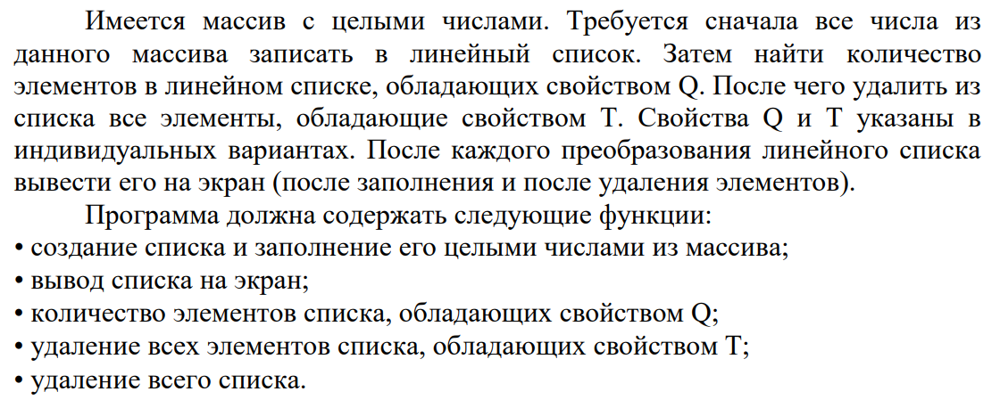 Имеется массив с целыми числами. Требуется сначала все числа из
данного массива записать в линейный список. Затем найти количество
элементов в линейном списке, обладающих свойством Q. После чего удалить из
списка все элементы, обладающие свойством T. Свойства Q и T указаны в
индивидуальных вариантах. После каждого преобразования линейного списка
вывести его на экран (после заполнения и после удаления элементов).
Программа должна содержать следующие функции:
• создание списка и заполнение его целыми числами из массива;
• вывод списка на экран;
• количество элементов списка, обладающих свойством Q;
• удаление всех элементов списка, обладающих свойством T;
• удаление всего списка.